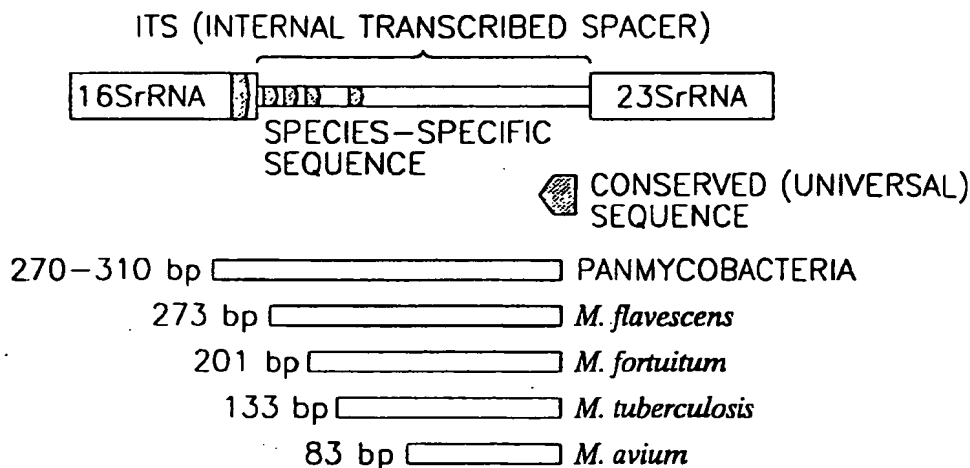 ITS (INTERNAL TRANSCRIBED SPACER)
16SrRNA
23SrRNA
SPECIES-SPECIFIC
SEQUENCE
CONSERVED (UNIVERSAL)
SEQUENCE
270-310 bp PANMYCOBACTERIA
273 bp M. flavescens
201 bp M. fortuitum
133 bp M. tuberculosis
83 bp M. avium